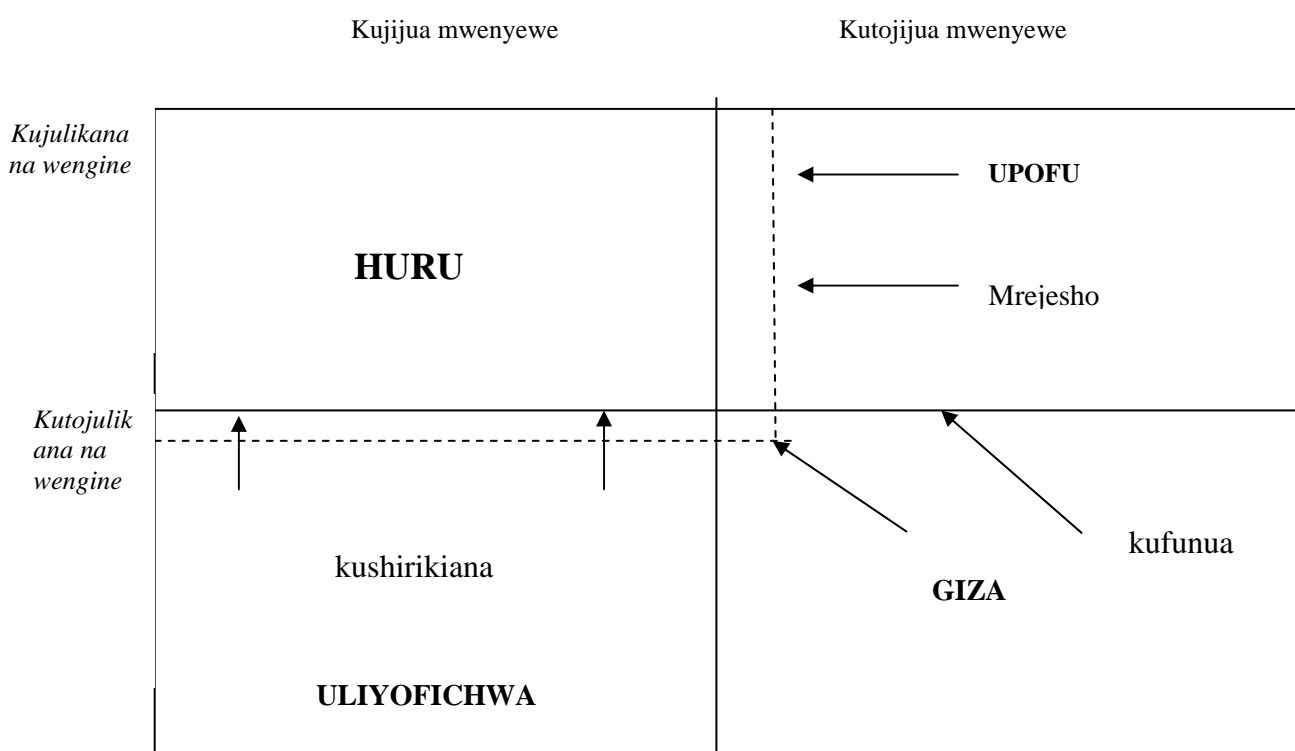 Kujijua mwenyewe
Kutojijua mwenyewe
Kujulikana
na wengine
UPOFU
HURU
Mrejesho
Kutojulik
ana na
wengine
kushirikiana
kufunua
GIZA
ULIYOFICHWA